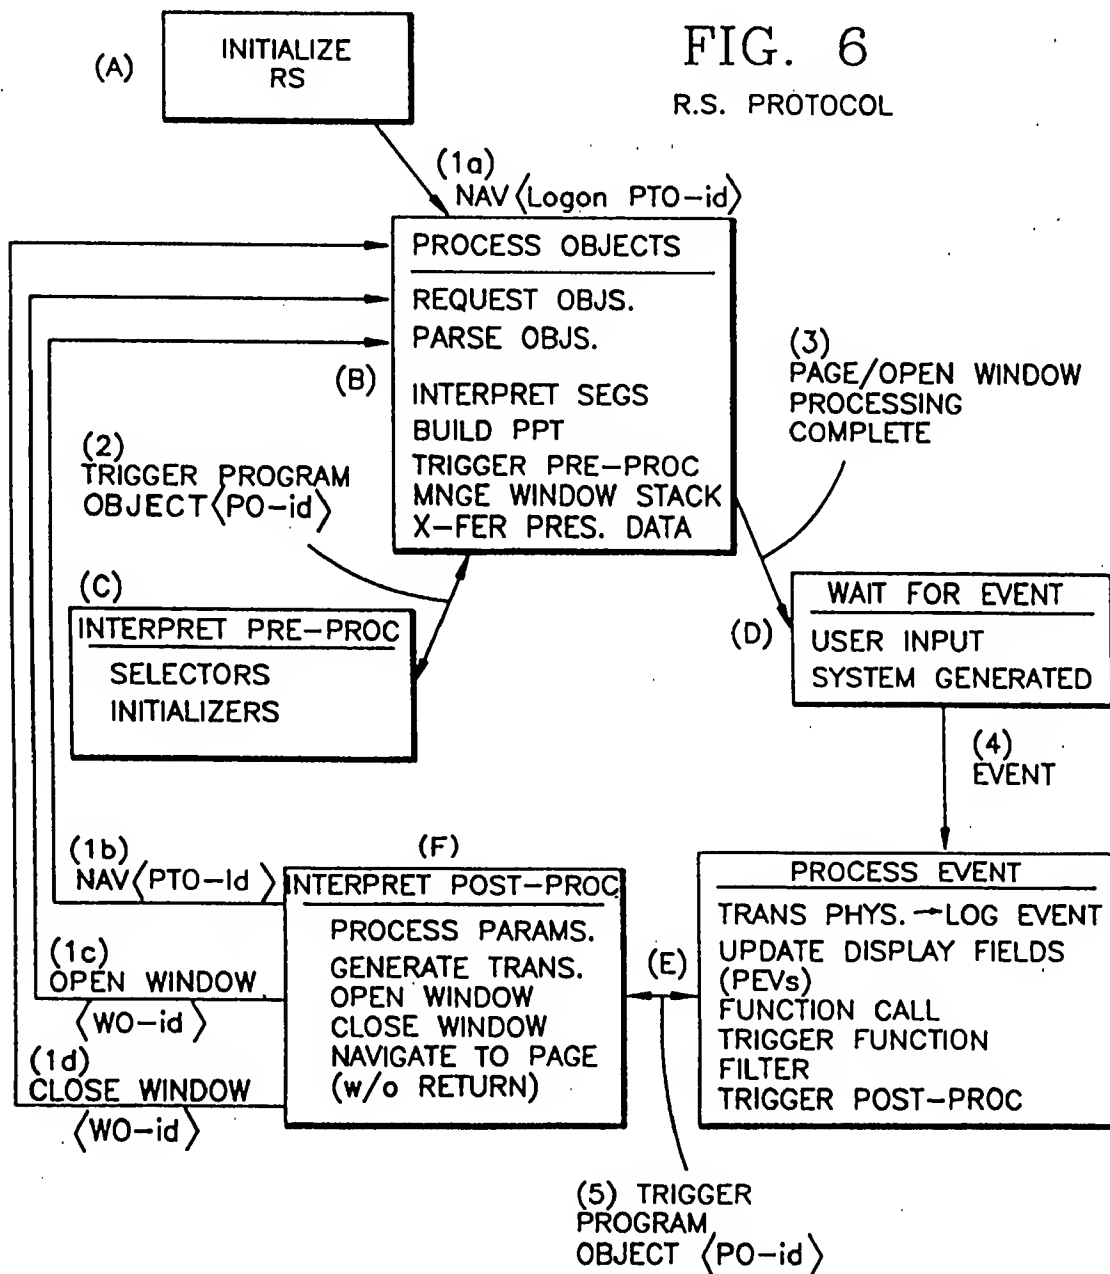 FIG. 6
R.S. PROTOCOL
(A)
INITIALIZE
RS
(1a)
NAV〈Logon PTO-id〉
PROCESS OBJECTS
REQUEST OBJS.
PARSE OBJS.
(B)
INTERPRET SEGS
BUILD PPT
TRIGGER PRE-PROC
MNGE WINDOW STACK
X-FER PRES. DATA
(2)
TRIGGER PROGRAM
OBJECT〈PO-id〉
(3)
PAGE/OPEN WINDOW
PROCESSING
COMPLETE
(C)
INTERPRET PRE-PROC
SELECTORS
INITIALIZERS
(D)
WAIT FOR EVENT
USER INPUT
SYSTEM GENERATED
(4)
EVENT
(1b)
NAV〈PTO-Id〉
(1c)
OPEN WINDOW
〈WO-id〉
(1d)
CLOSE WINDOW
〈WO-id〉
(F)
INTERPRET POST-PROC
PROCESS PARAMS.
GENERATE TRANS.
OPEN WINDOW
CLOSE WINDOW
NAVIGATE TO PAGE
(w/o RETURN)
(E)
PROCESS EVENT
TRANS PHYS.→LOG EVENT
UPDATE DISPLAY FIELDS
(PEVs)
FUNCTION CALL
TRIGGER FUNCTION
FILTER
TRIGGER POST-PROC
(5) TRIGGER
PROGRAM
OBJECT 〈PO-id〉